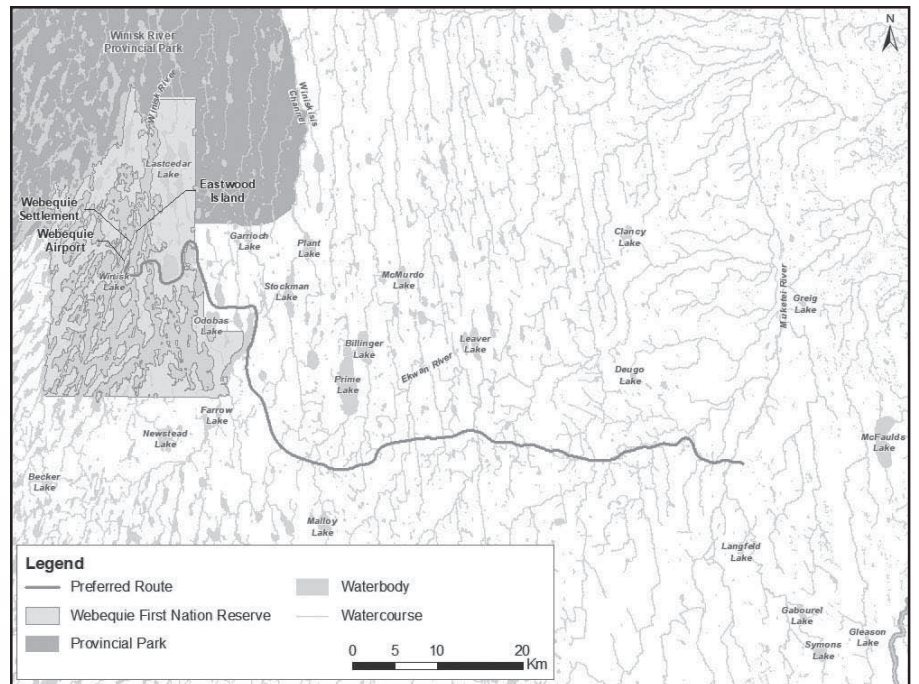 Winisk River
Provincial Park
N
Winisk River
Winiskisis
Channel
Lastcedar
Lake
Eastwood
Island
Webequie
Settlement
Webequie
Airport
Garrioch
Lake
Plant
Lake
Clancy
Lake
Winisk
Lake
McMurdo
Lake
Stockman
Lake
Muketei River
Greig
Lake
Odobas
Lake
Billinger
Lake
Leaver
Lake
Ekwan River
Prime
Lake
Deugo
Lake
Farrow
Lake
Newstead
Lake
McFaulds
Lake
Becker
Lake
Malloy
Lake
Langfeld
Lake
Gabourel
Lake
Symons
Lake
Gleason
Lake
Legend
Preferred Route
Webequie First Nation Reserve
Provincial Park
Waterbody
Watercourse
0 5 10 20
Km